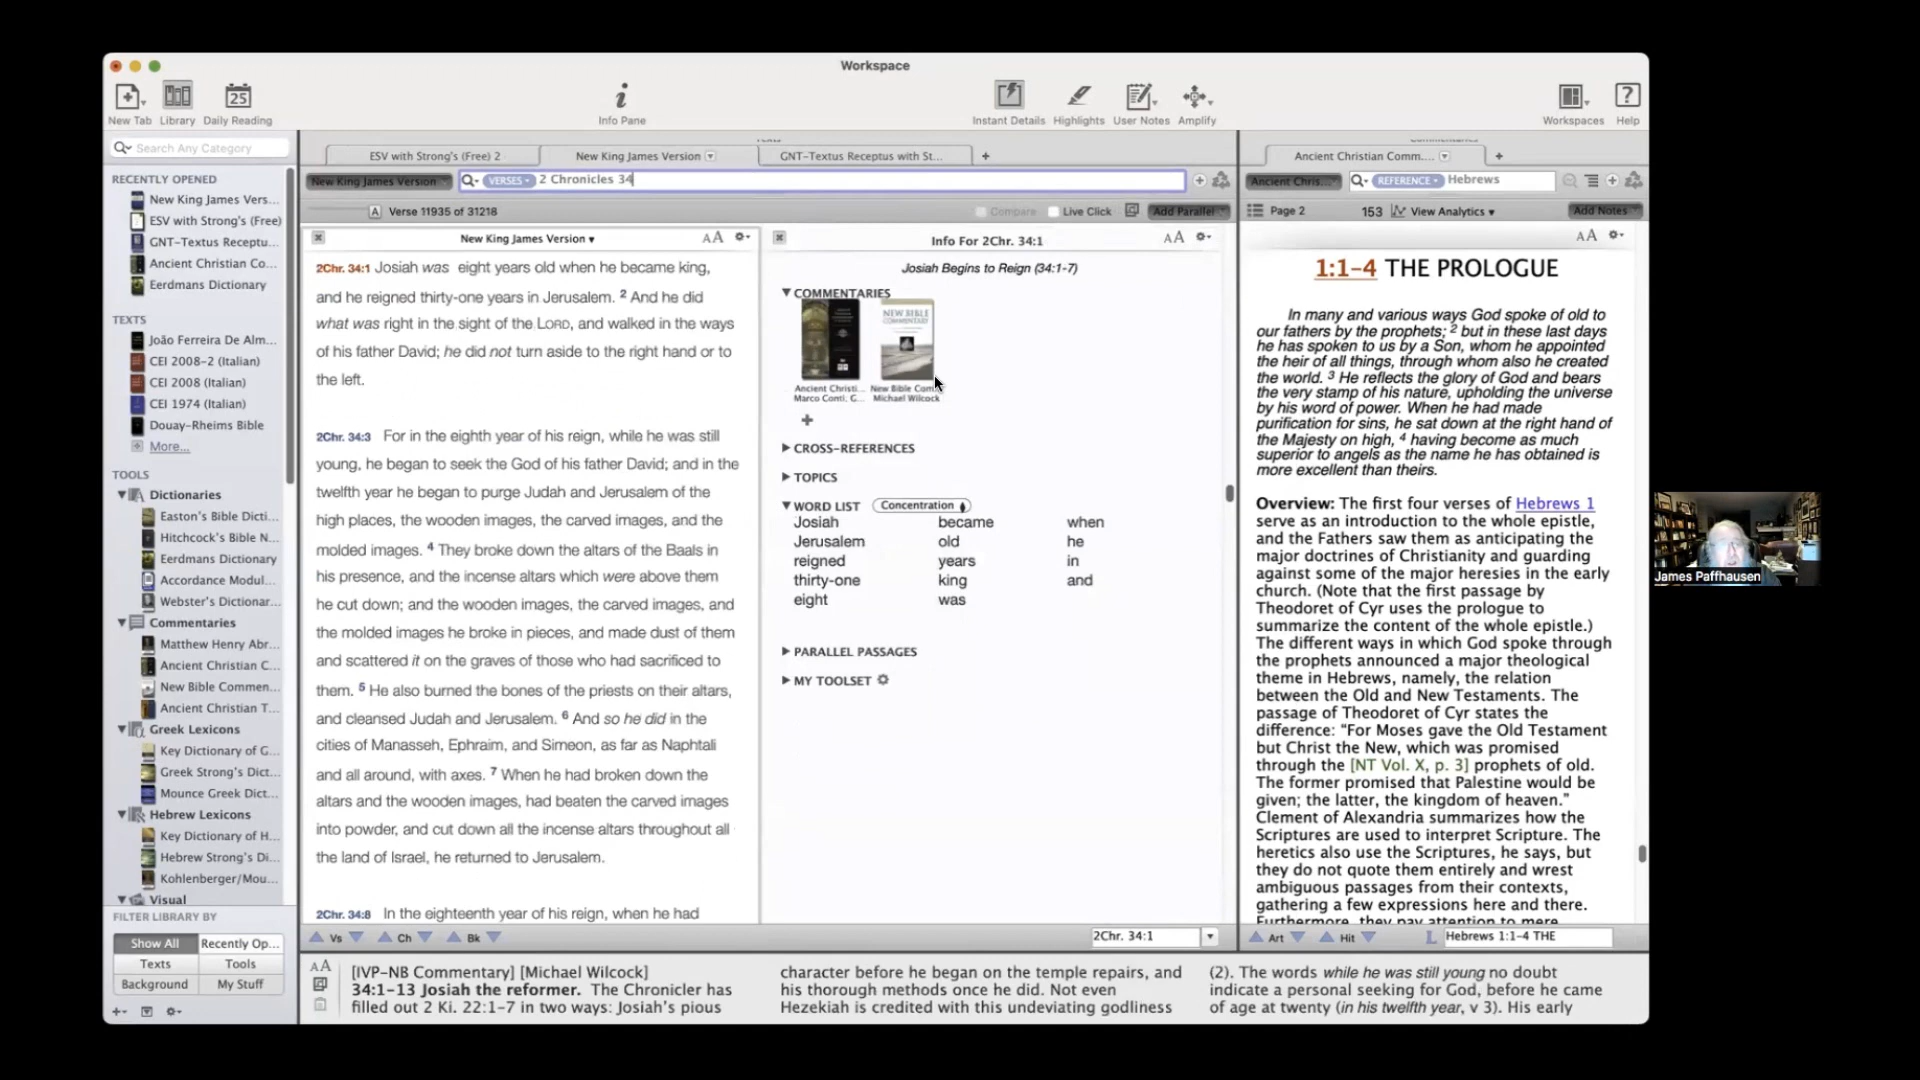 Workspace
New Tab
Library
25
Daily Reading
Info Pane
Instant Details
Highlights
User Notes
Amplify
Workspaces
Help
Search Any Category
RECENTLY OPENED
New King James Vers...
ESV with Strong's (Free)
GNT-Textus Receptu...
Ancient Christian Co...
Eerdmans Dictionary
TEXTS
João Ferreira De Alm...
CEI 2008-2 (Italian)
CEI 2008 (Italian)
CEI 1974 (Italian)
Douay-Rheims Bible
More...
TOOLS
Dictionaries
Easton's Bible Dicti...
Hitchcock's Bible N...
Eerdmans Dictionary
Accordance Modul...
Webster's Dictionar...
Commentaries
Matthew Henry Abr...
Ancient Christian C...
New Bible Commen...
Ancient Christian T...
Greek Lexicons
Key Dictionary of G...
Greek Strong's Dict...
Mounce Greek Dict...
Hebrew Lexicons
Key Dictionary of H...
Hebrew Strong's Di...
Kohlenberger/Mou...
Visual
FILTER LIBRARY BY
Show All
Recently Op...
Texts
Tools
Background
My Stuff
ESV with Strong's (Free) 2
New King James Version
GNT-Textus Receptus with St...
New King James Version
VERSES
2 Chronicles 34
Verse 11935 of 31218
Compare
Live Click
Add Parallel
New King James Version
AA
2Chr. 34:1 Josiah was eight years old when he became king,
and he reigned thirty-one years in Jerusalem. 2 And he did
what was right in the sight of the LORD, and walked in the ways
of his father David; he did not turn aside to the right hand or to
the left.
2Chr. 34:3 For in the eighth year of his reign, while he was still
young, he began to seek the God of his father David; and in the
twelfth year he began to purge Judah and Jerusalem of the
high places, the wooden images, the carved images, and the
molded images. 4 They broke down the altars of the Baals in
his presence, and the incense altars which were above them
he cut down; and the wooden images, the carved images, and
the molded images he broke in pieces, and made dust of them
and scattered it on the graves of those who had sacrificed to
them. 5 He also burned the bones of the priests on their altars,
and cleansed Judah and Jerusalem. 6 And so he did in the
cities of Manasseh, Ephraim, and Simeon, as far as Naphtali
and all around, with axes. 7 When he had broken down the
altars and the wooden images, had beaten the carved images
into powder, and cut down all the incense altars throughout all
the land of Israel, he returned to Jerusalem.
2Chr. 34:8 In the eighteenth year of his reign, when he had
Info For 2Chr. 34:1
AA
Josiah Begins to Reign (34:1-7)
COMMENTARIES
NEW BIBLE
COMMENTARY
Ancient Christi...
Marco Conti, G...
New Bible Com...
Michael Wilcock
CROSS-REFERENCES
TOPICS
WORD LIST
Concentration
Josiah became when
Jerusalem old he
reigned years in
thirty-one king and
eight was
PARALLEL PASSAGES
MY TOOLSET
Vs
Ch
Bk
2Chr. 34:1
Ancient Christian Comm....
Ancient Chris...
REFERENCE
Hebrews
Page 2
153
View Analytics
Add Notes
AA
1:1-4 THE PROLOGUE
In many and various ways God spoke of old to
our fathers by the prophets; 2 but in these last days
he has spoken to us by a Son, whom he appointed
the heir of all things, through whom also he created
the world. 3 He reflects the glory of God and bears
the very stamp of his nature, upholding the universe
by his word of power. When he had made
purification for sins, he sat down at the right hand of
the Majesty on high, 4 having become as much
superior to angels as the name he has obtained is
more excellent than theirs.
Overview: The first four verses of Hebrews 1
serve as an introduction to the whole epistle,
and the Fathers saw them as anticipating the
major doctrines of Christianity and guarding
against some of the major heresies in the early
church. (Note that the first passage by
Theodoret of Cyr uses the prologue to
summarize the content of the whole epistle.)
The different ways in which God spoke through
the prophets announced a major theological
theme in Hebrews, namely, the relation
between the Old and New Testaments. The
passage of Theodoret of Cyr states the
difference: "For Moses gave the Old Testament
but Christ the New, which was promised
through the [NT Vol. X, p. 3] prophets of old.
The former promised that Palestine would be
given; the latter, the kingdom of heaven."
Clement of Alexandria summarizes how the
Scriptures are used to interpret Scripture. The
heretics also use the Scriptures, he says, but
they do not quote them entirely and wrest
ambiguous passages from their contexts,
gathering a few expressions here and there.
Furthermore, they pay attention to mere
Art
Hit
Hebrews 1:1-4 THE
AA
[IVP-NB Commentary] [Michael Wilcock]
34:1-13 Josiah the reformer. The Chronicler has
filled out 2 Ki. 22:1-7 in two ways: Josiah's pious
character before he began on the temple repairs, and
his thorough methods once he did. Not even
Hezekiah is credited with this undeviating godliness
(2). The words while he was still young no doubt
indicate a personal seeking for God, before he came
of age at twenty (in his twelfth year, v 3). His early
James Paffhausen